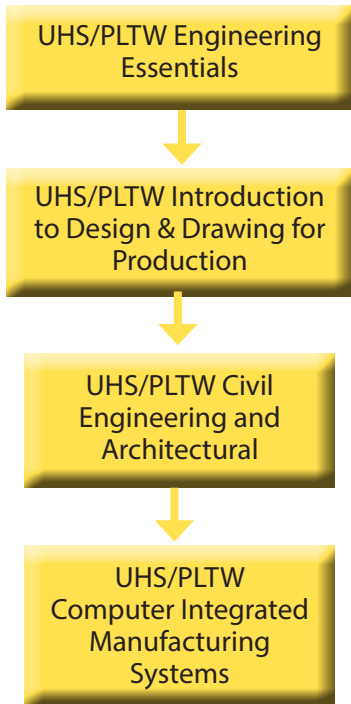 UHS/PLTW Engineering
Essentials
UHS/PLTW Introduction
to Design & Drawing for
Production
UHS/PLTW Civil
Engineering and
Architectural
UHS/PLTW
Computer Integrated
Manufacturing
Systems